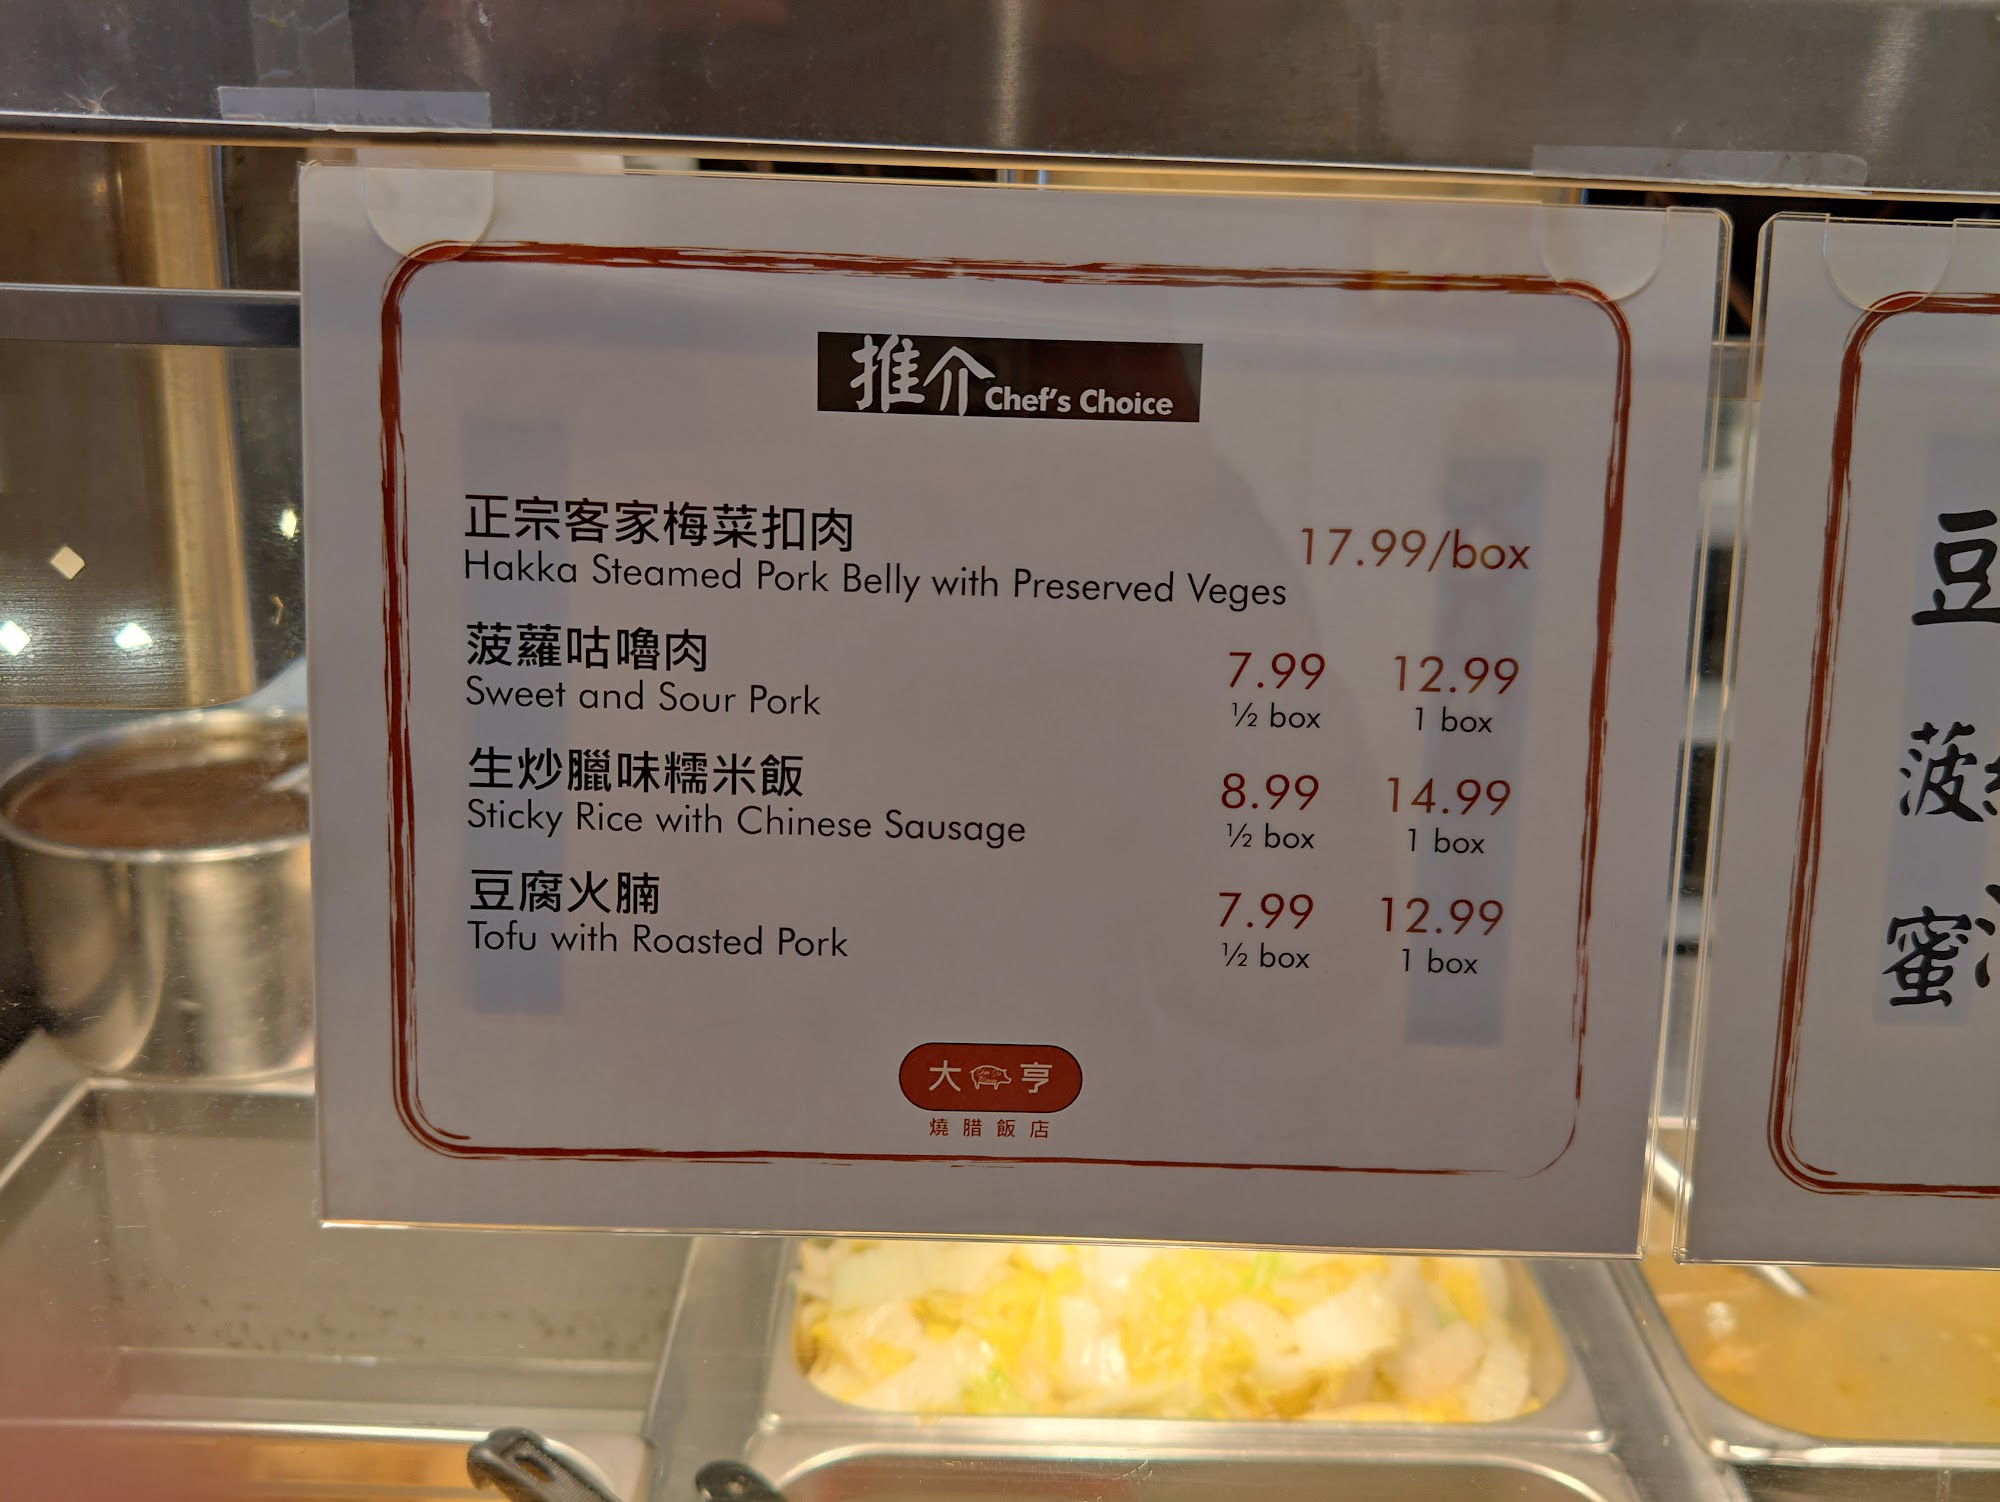 推介 Chef's Choice
正宗客家梅菜扣肉
Hakka Steamed Pork Belly with Preserved Veges
17.99/box
菠蘿咕嚕肉
Sweet and Sour Pork
7.99 12.99
½ box 1 box
生炒臘味糯米飯
Sticky Rice with Chinese Sausage
8.99 14.99
½ box 1 box
豆腐火腩
Tofu with Roasted Pork
7.99 12.99
½ box 1 box
大 亨
燒腊飯店
豆
菠
蜜